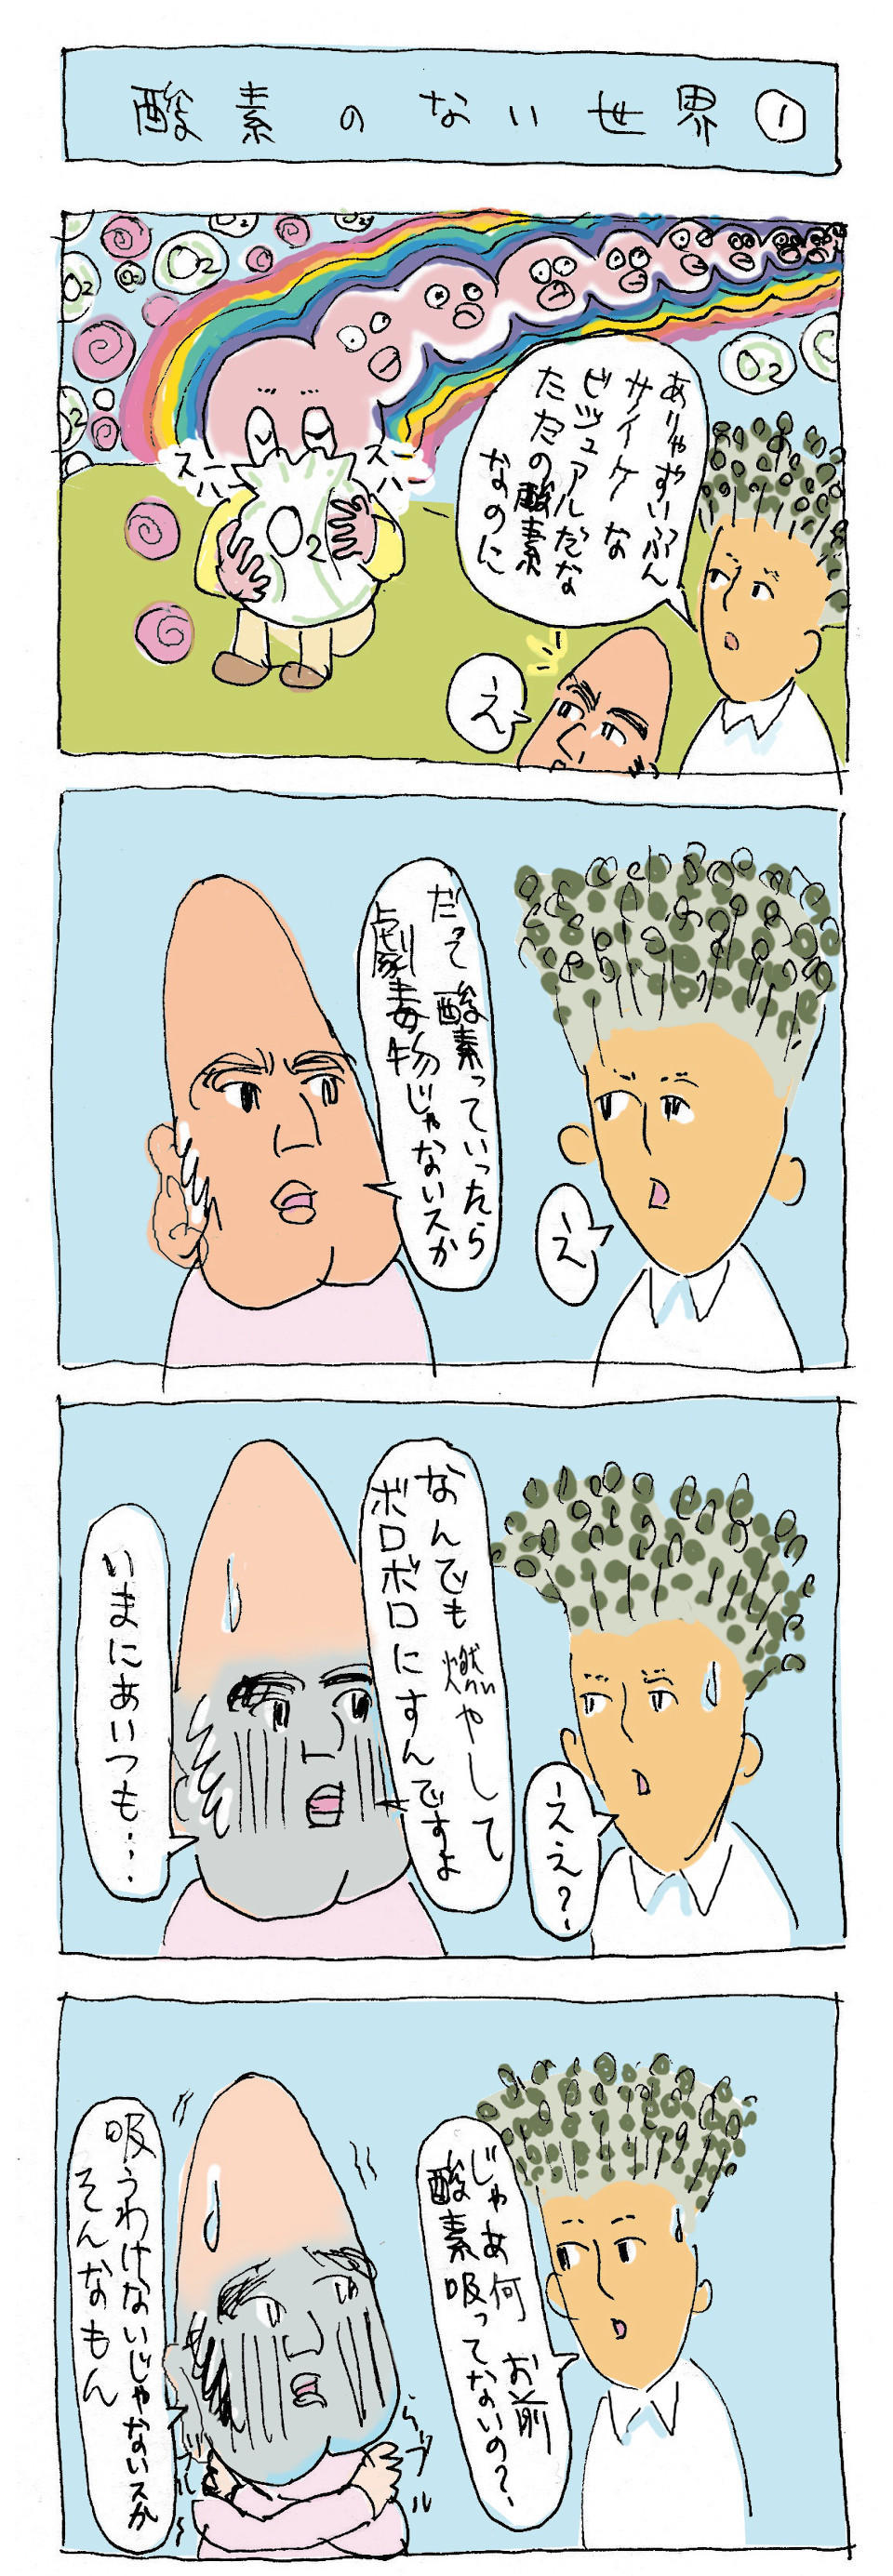 酸素のない世界①
O2
O2
O2
O2
O2
O2
O2
スーハー
スーハー
O2
ありゃずいぶん
サイケな
ビジュアルだな
ただの酸素
なのに
え
だって酸素っていったら
劇毒物じゃないスか
え
なんでも燃やして
ボロボロにすんですよ
いまにあいつも…
ええ?
じゃあ何 お前
酸素吸ってないの?
吸うわけないじゃないスか
そんなもん
ブル